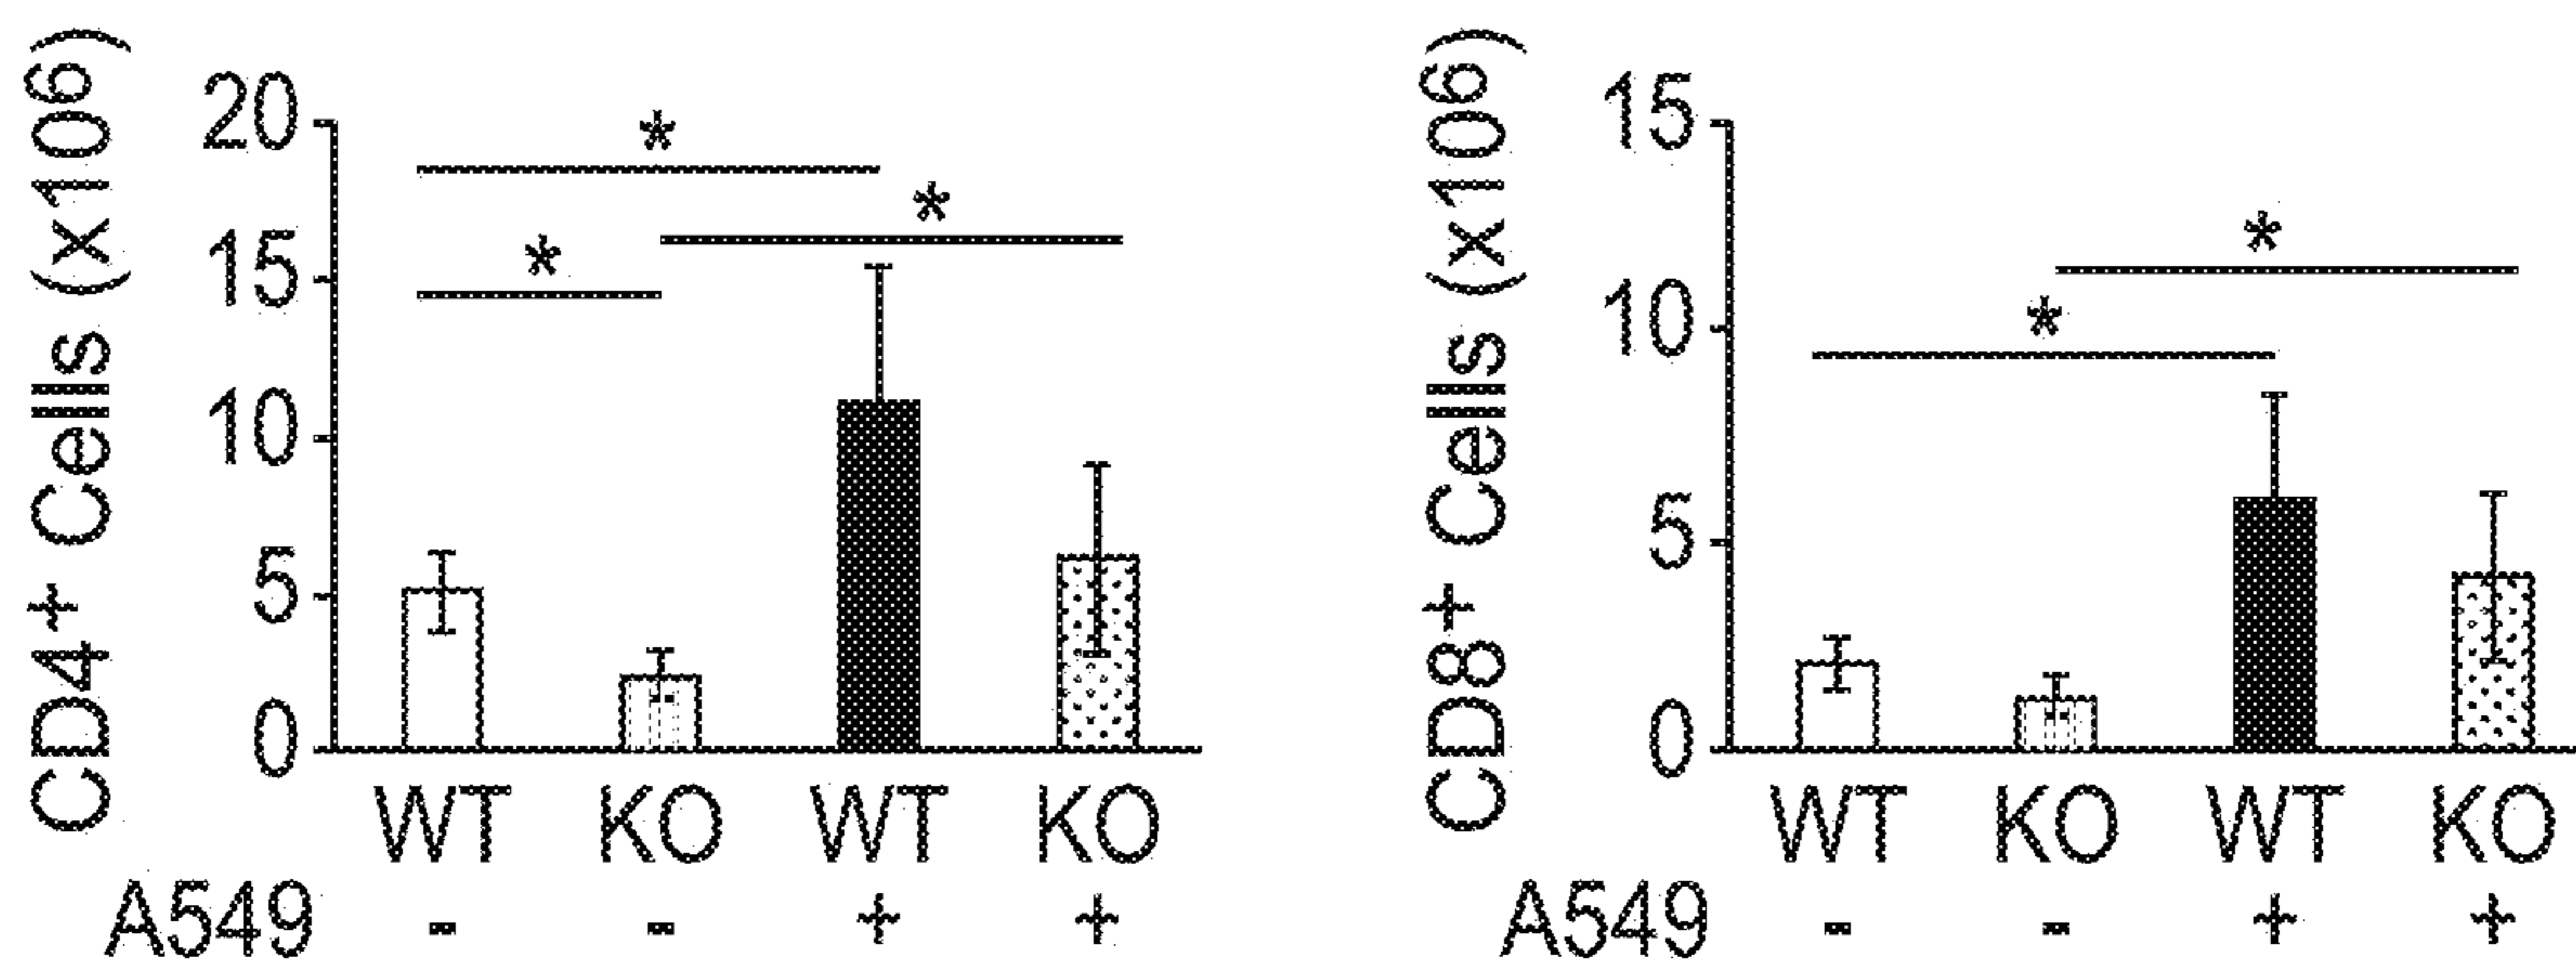 CD4+ Cells (x106)
20
15
10
5
0
*
*
*
WT KO WT KO
A549 - - + +
CD8+ Cells (x106)
15
10
5
0
*
*
WT KO WT KO
A549 - - + +